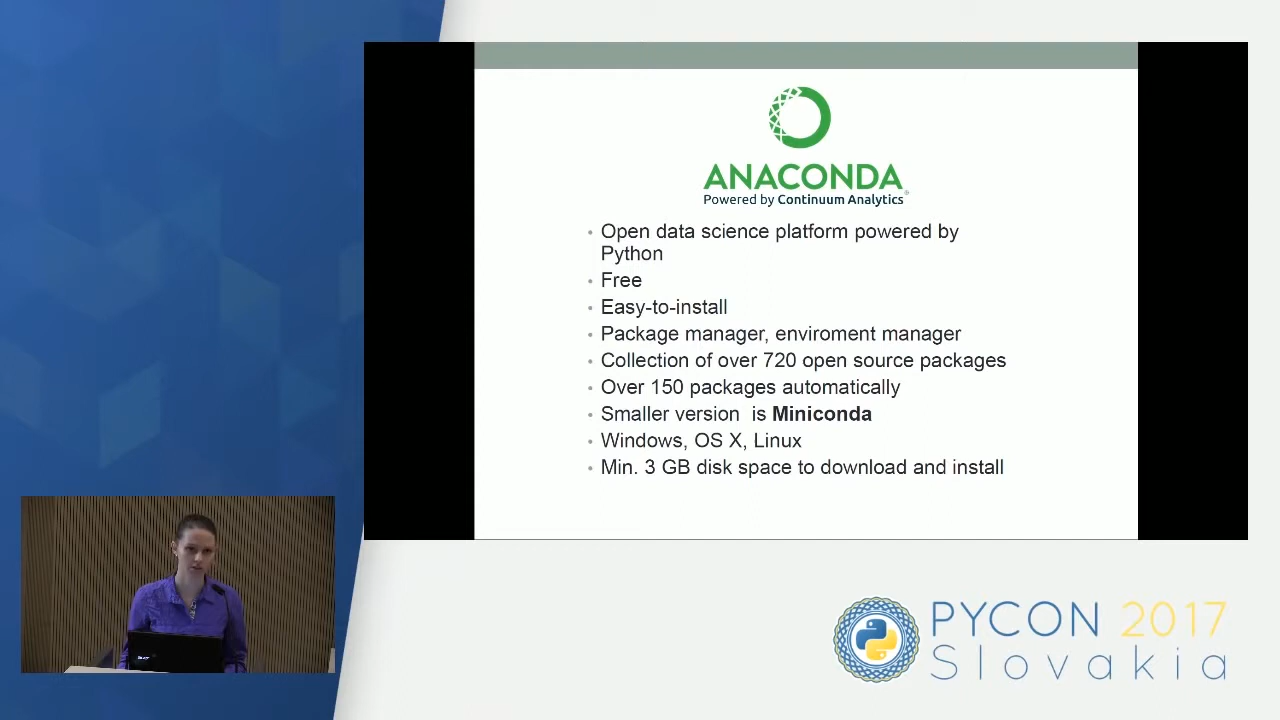 ANACONDA
Powered by Continuum Analytics
Open data science platform powered by
Python
Free
Easy-to-install
Package manager, enviroment manager
Collection of over 720 open source packages
Over 150 packages automatically
Smaller version is Miniconda
Windows, OS X, Linux
Min. 3 GB disk space to download and install
PYCON 2017
Slovakia